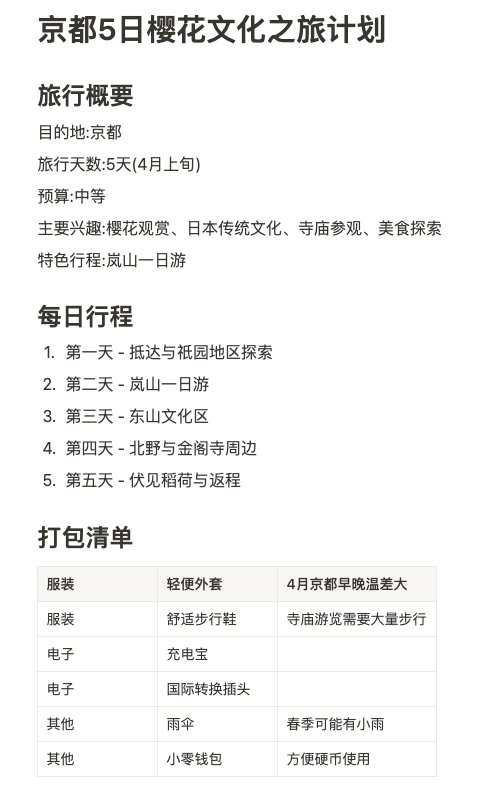 京都5日樱花文化之旅计划
旅行概要
目的地:京都
旅行天数:5天(4月上旬)
预算:中等
主要兴趣:樱花观赏、日本传统文化、寺庙参观、美食探索
特色行程:岚山一日游
每日行程
1. 第一天 - 抵达与祇园地区探索
2. 第二天 - 岚山一日游
3. 第三天 - 东山文化区
4. 第四天 - 北野与金阁寺周边
5. 第五天 - 伏见稻荷与返程
打包清单
服装 轻便外套 4月京都早晚温差大
服装 舒适步行鞋 寺庙游览需要大量步行
电子 充电宝
电子 国际转换插头
其他 雨伞 春季可能有小雨
其他 小零钱包 方便硬币使用